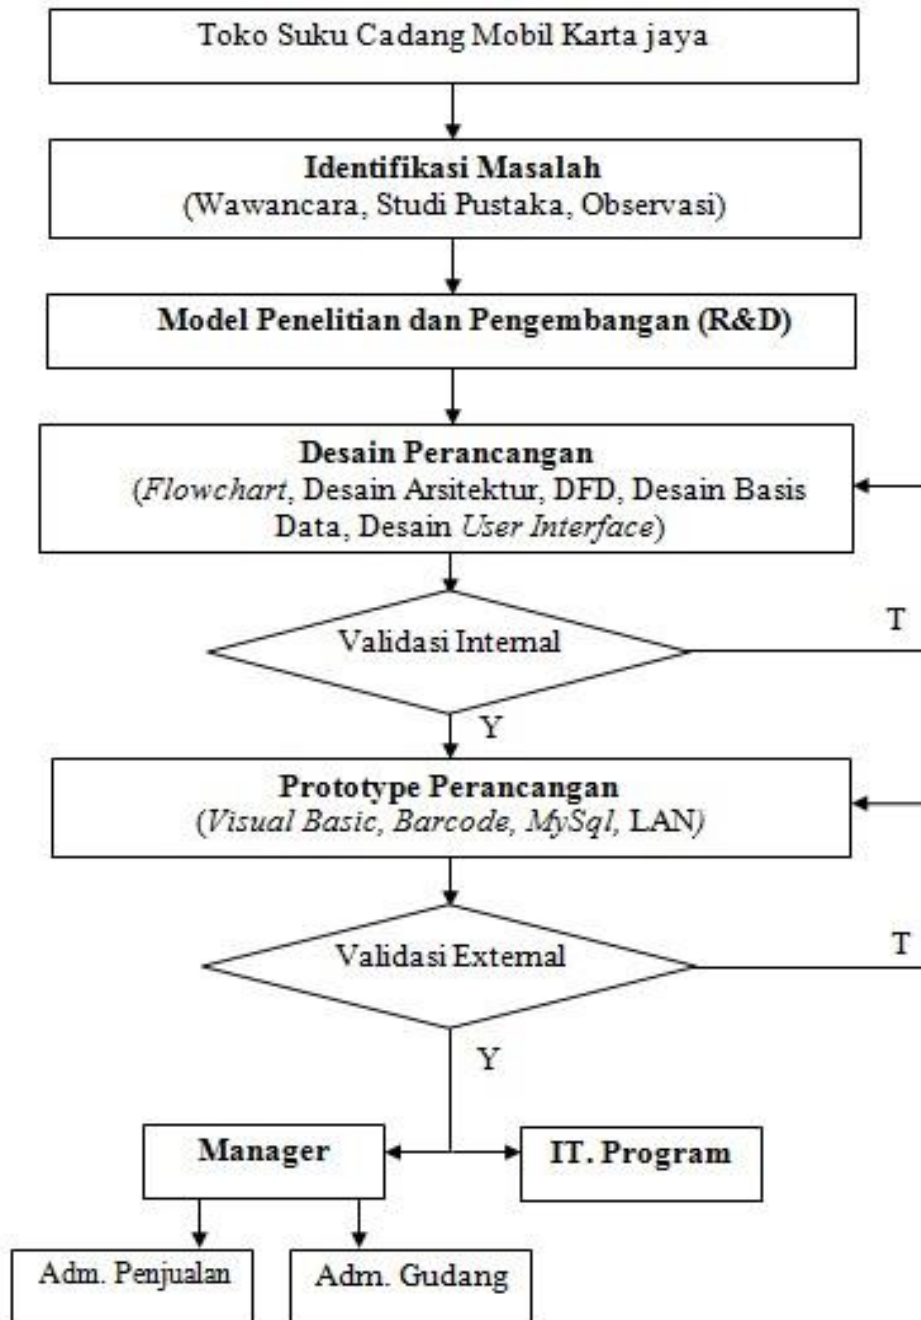 Toko Suku Cadang Mobil Karta jaya
Identifikasi Masalah
(Wawancara, Studi Pustaka, Observasi)
Model Penelitian dan Pengembangan (R&D)
Desain Perancangan
(Flowchart, Desain Arsitektur, DFD, Desain Basis
Data, Desain User Interface)
Validasi Internal
T
Y
Prototype Perancangan
(Visual Basic, Barcode, MySql, LAN)
Validasi External
T
Y
Manager
IT. Program
Adm. Penjualan
Adm. Gudang